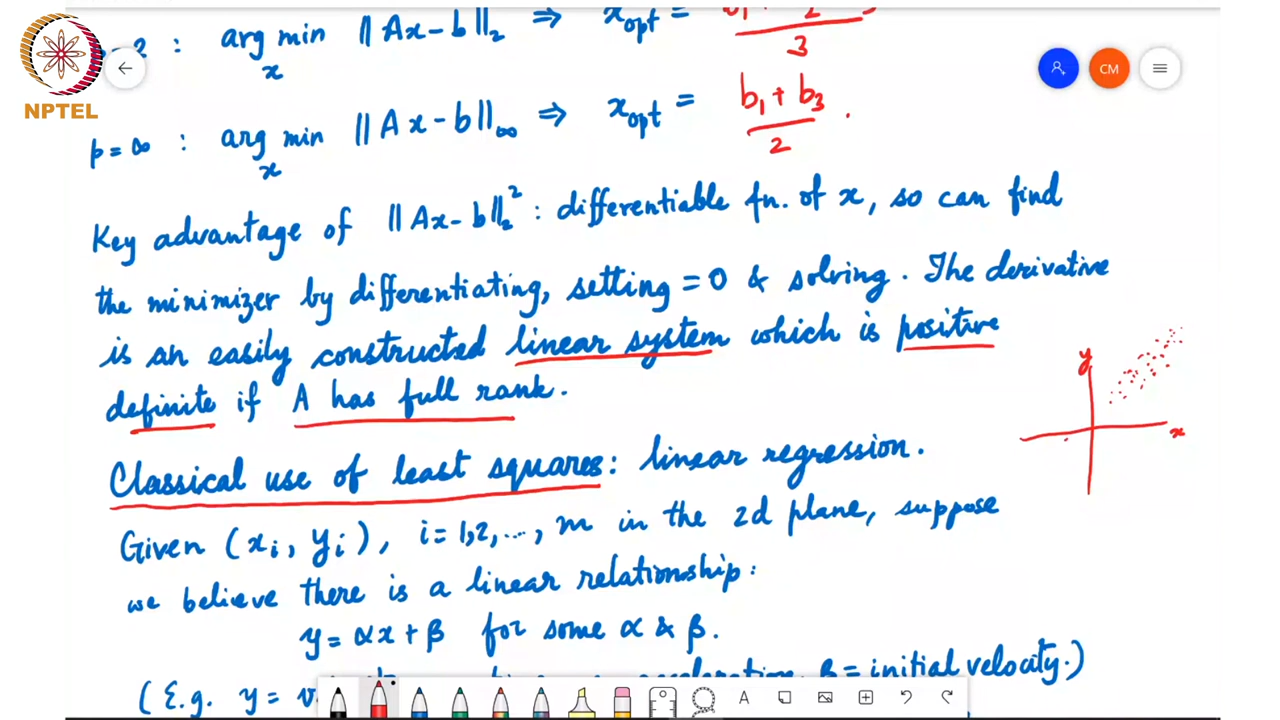 arg min ‖Ax-b‖₂ ⇒ x_opt =
3
p=∞ : arg min ‖Ax-b‖_∞ ⇒ x_opt = (b₁ + b₃)/2 .
x
Key advantage of ‖Ax-b‖₂² : differentiable fn. of x, so can find
the minimizer by differentiating, setting = 0 & solving. The derivative
is an easily constructed linear system which is positive
definite if A has full rank.
Classical use of least squares: linear regression.
Given (xᵢ, yᵢ), i = 1,2,..., m in the 2d plane, suppose
we believe there is a linear relationship:
y = αx + β for some α & β.
(E.g. y = β = initial velocity.)
y
x
NPTEL
CM
A